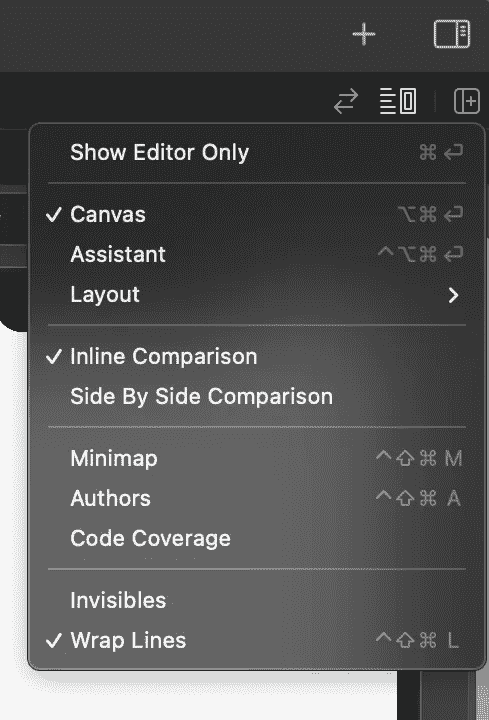 Show Editor Only ⌘ ↩
✓ Canvas ⌥⌘ ↩
Assistant ^⌥⌘ ↩
Layout >
✓ Inline Comparison
Side By Side Comparison
Minimap ^⇧⌘ M
Authors ^⇧⌘ A
Code Coverage
Invisibles
✓ Wrap Lines ^⇧⌘ L